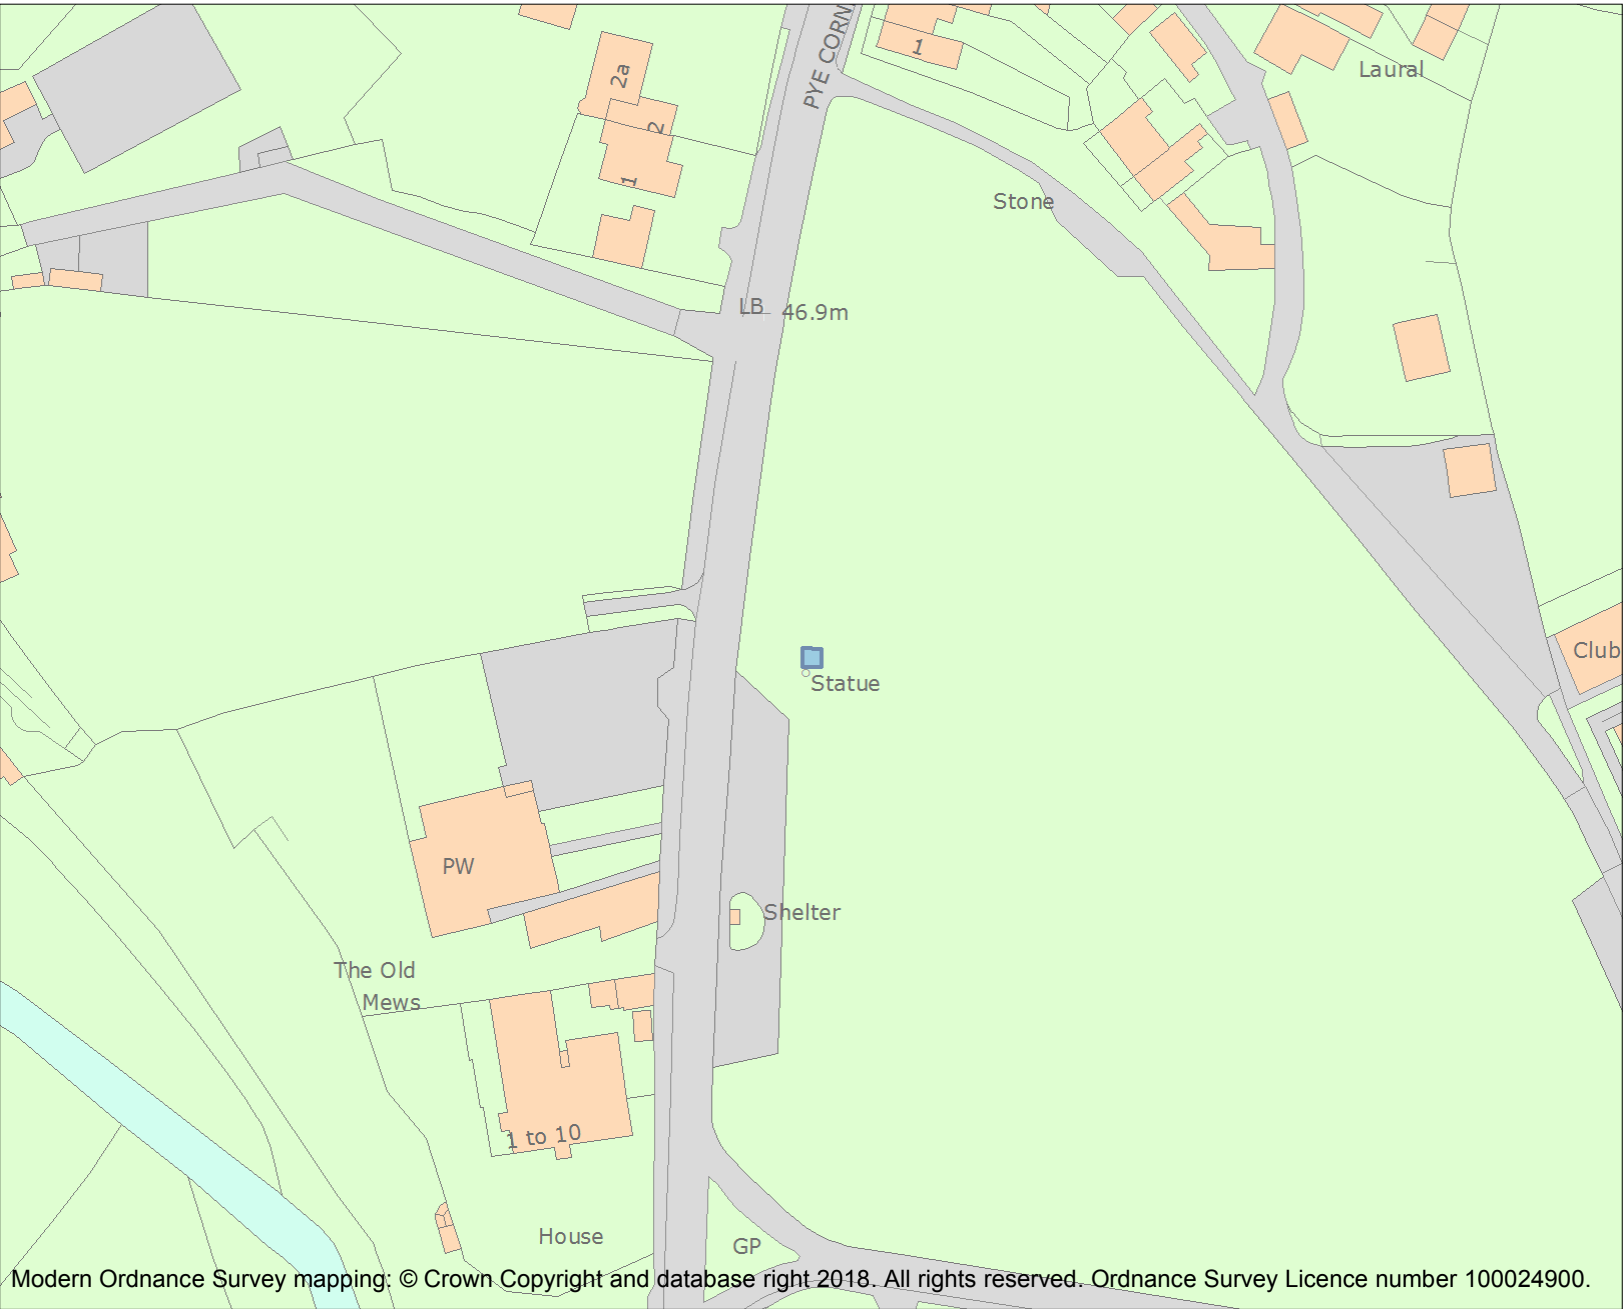 PYE CORN
1
2a
Laural
2
1
Stone
LB 46.9m
Club
Statue
PW
Shelter
The Old
Mews
1 to 10
House
GP
Modern Ordnance Survey mapping: © Crown Copyright and database right 2018. All rights reserved. Ordnance Survey Licence number 100024900.